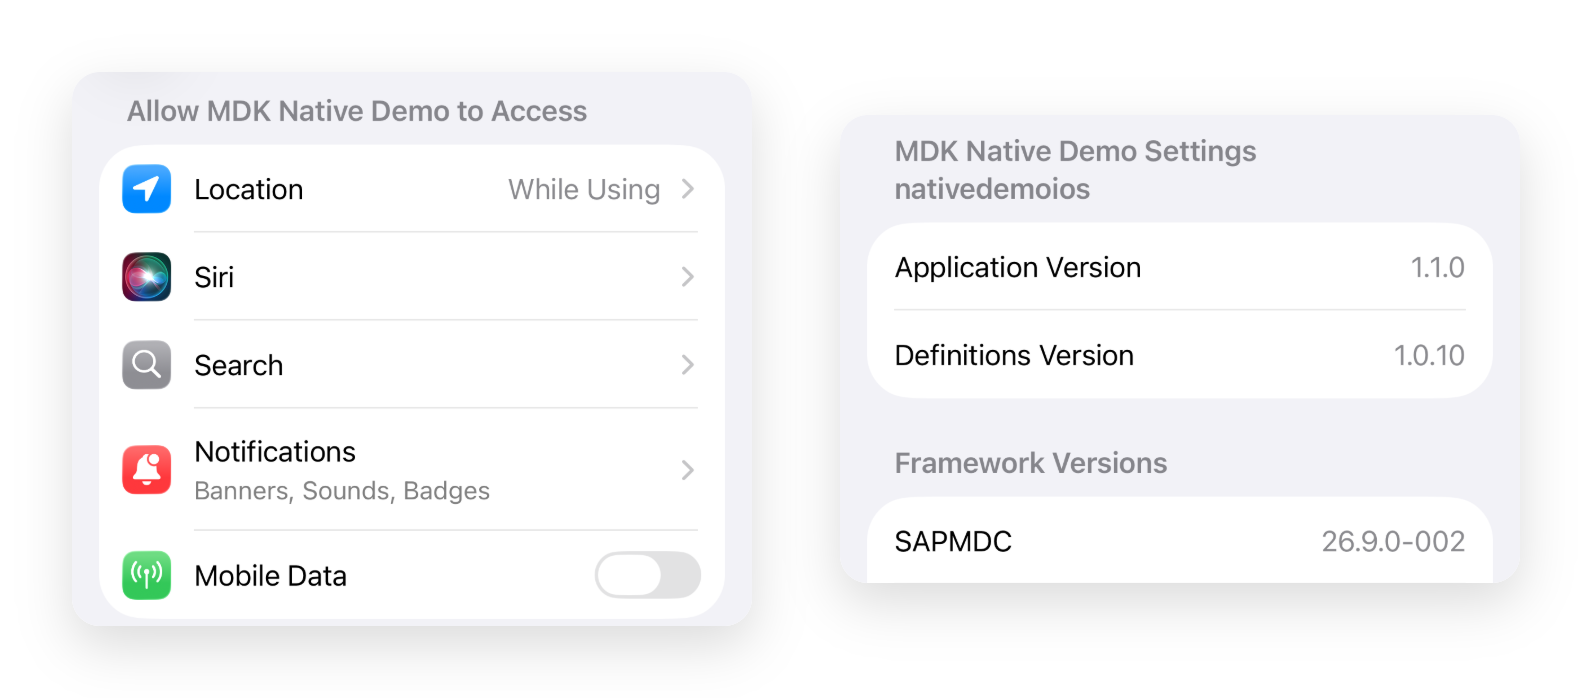 Allow MDK Native Demo to Access
Location While Using
Siri
Search
Notifications
Banners, Sounds, Badges
Mobile Data
MDK Native Demo Settings
nativedemoios
Application Version 1.1.0
Definitions Version 1.0.10
Framework Versions
SAPMDC 26.9.0-002